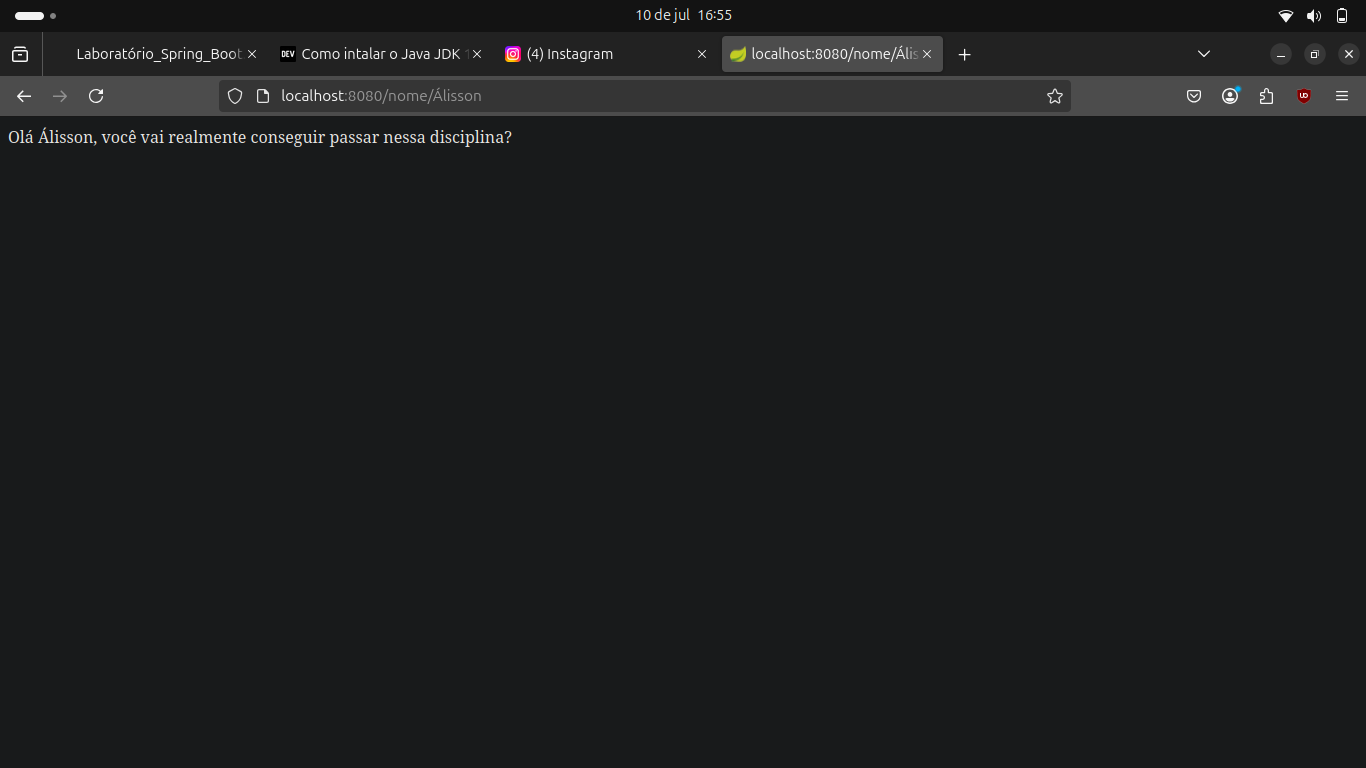 10 de jul 16:55
Laboratório_Spring_Boot
DEV Como intalar o Java JDK 1
(4) Instagram
localhost:8080/nome/Ális
localhost:8080/nome/Álisson
Olá Álisson, você vai realmente conseguir passar nessa disciplina?